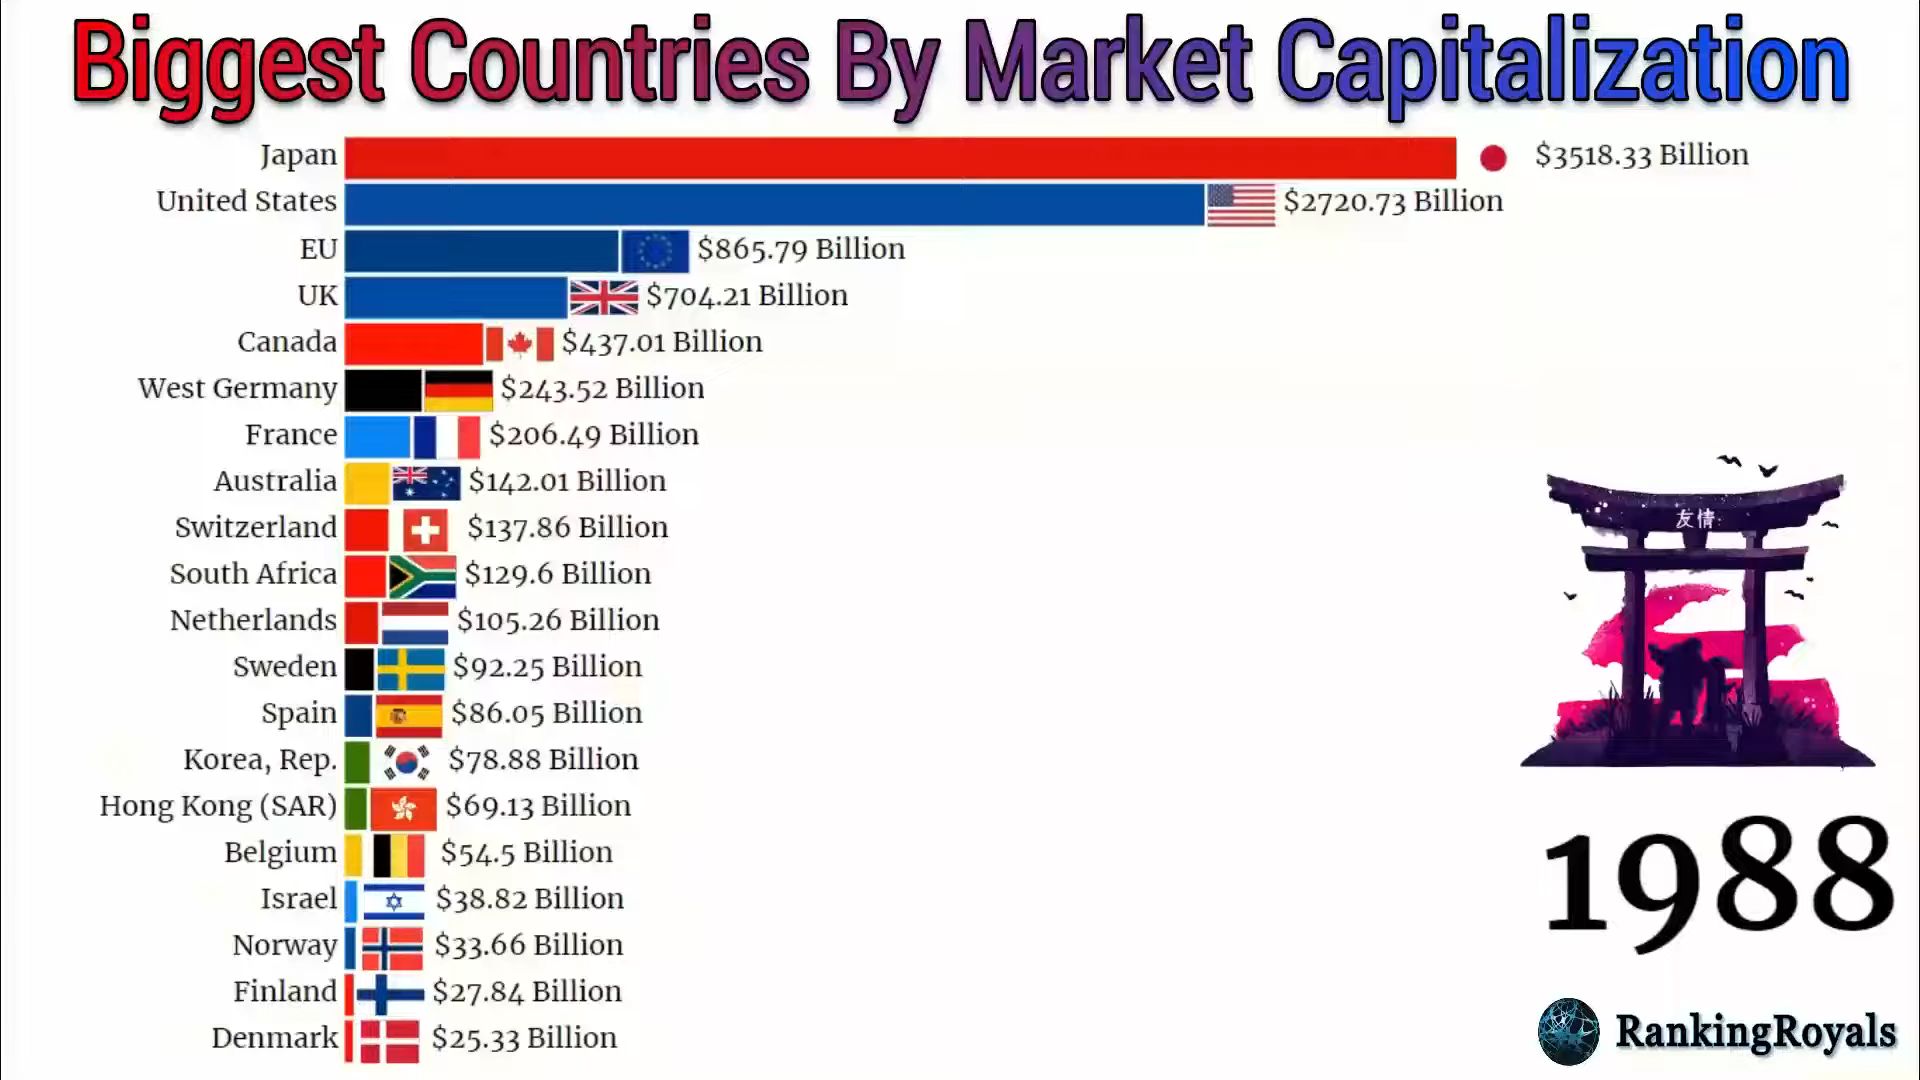 Biggest Countries By Market Capitalization
Japan $3518.33 Billion
United States $2720.73 Billion
EU $865.79 Billion
UK $704.21 Billion
Canada $437.01 Billion
West Germany $243.52 Billion
France $206.49 Billion
Australia $142.01 Billion
Switzerland $137.86 Billion
South Africa $129.6 Billion
Netherlands $105.26 Billion
Sweden $92.25 Billion
Spain $86.05 Billion
Korea, Rep. $78.88 Billion
Hong Kong (SAR) $69.13 Billion
Belgium $54.5 Billion
Israel $38.82 Billion
Norway $33.66 Billion
Finland $27.84 Billion
Denmark $25.33 Billion
友情
1988
RankingRoyals